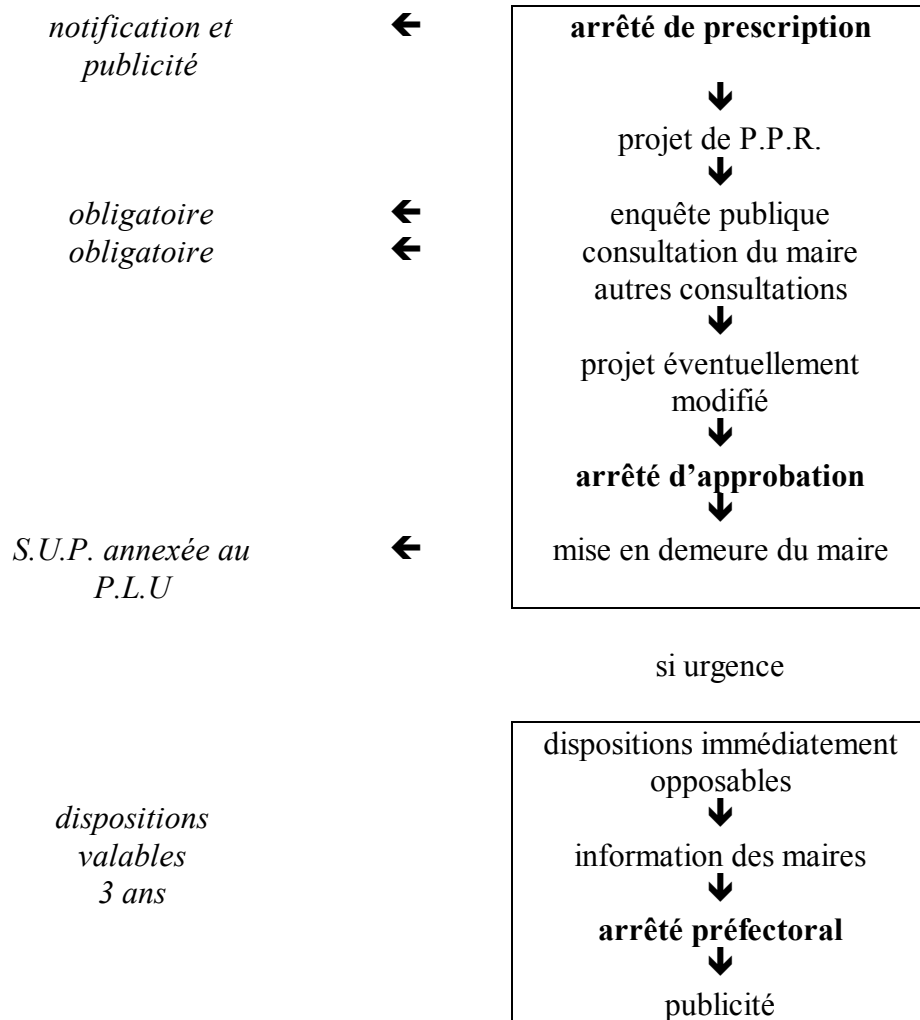 notification et
publicité
🡸
arrêté de prescription
🡻
projet de P.P.R.
🡻
obligatoire 🡸 enquête publique
obligatoire 🡸 consultation du maire
autres consultations
🡻
projet éventuellement
modifié
🡻
arrêté d’approbation
🡻
S.U.P. annexée au
P.L.U
🡸
mise en demeure du maire
si urgence
dispositions immédiatement
opposables
🡻
dispositions
valables
3 ans
information des maires
🡻
arrêté préfectoral
🡻
publicité